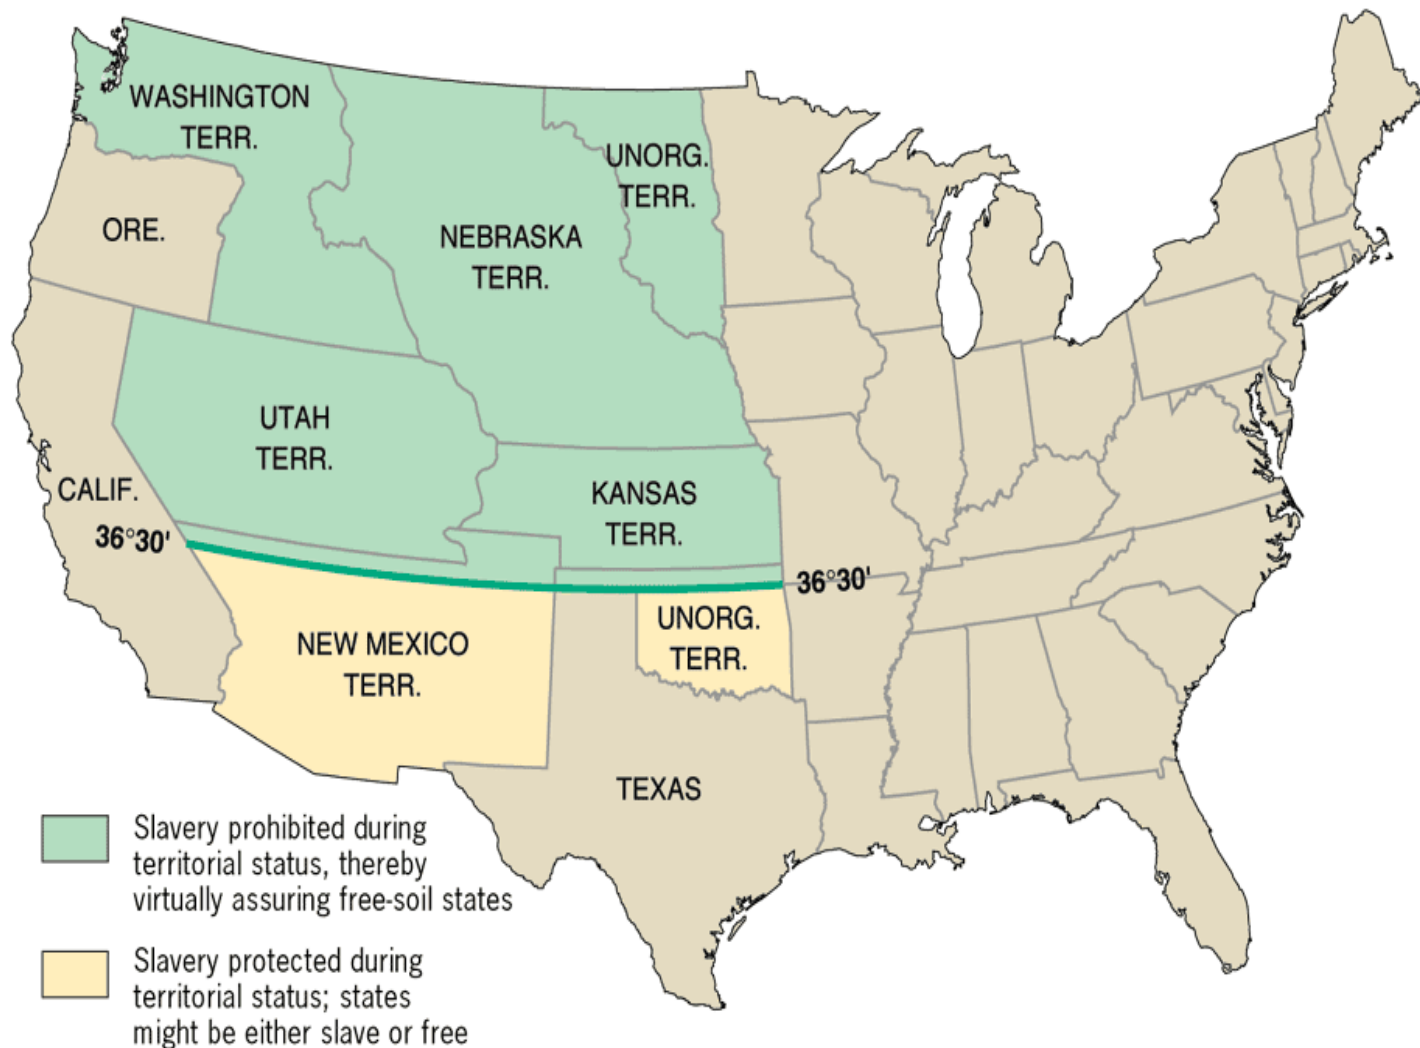 WASHINGTON
TERR.
UNORG.
TERR.
ORE.
NEBRASKA
TERR.
UTAH
TERR.
CALIF.
KANSAS
TERR.
36°30'
36°30'
NEW MEXICO
TERR.
UNORG.
TERR.
TEXAS
Slavery prohibited during
territorial status, thereby
virtually assuring free-soil states
Slavery protected during
territorial status; states
might be either slave or free